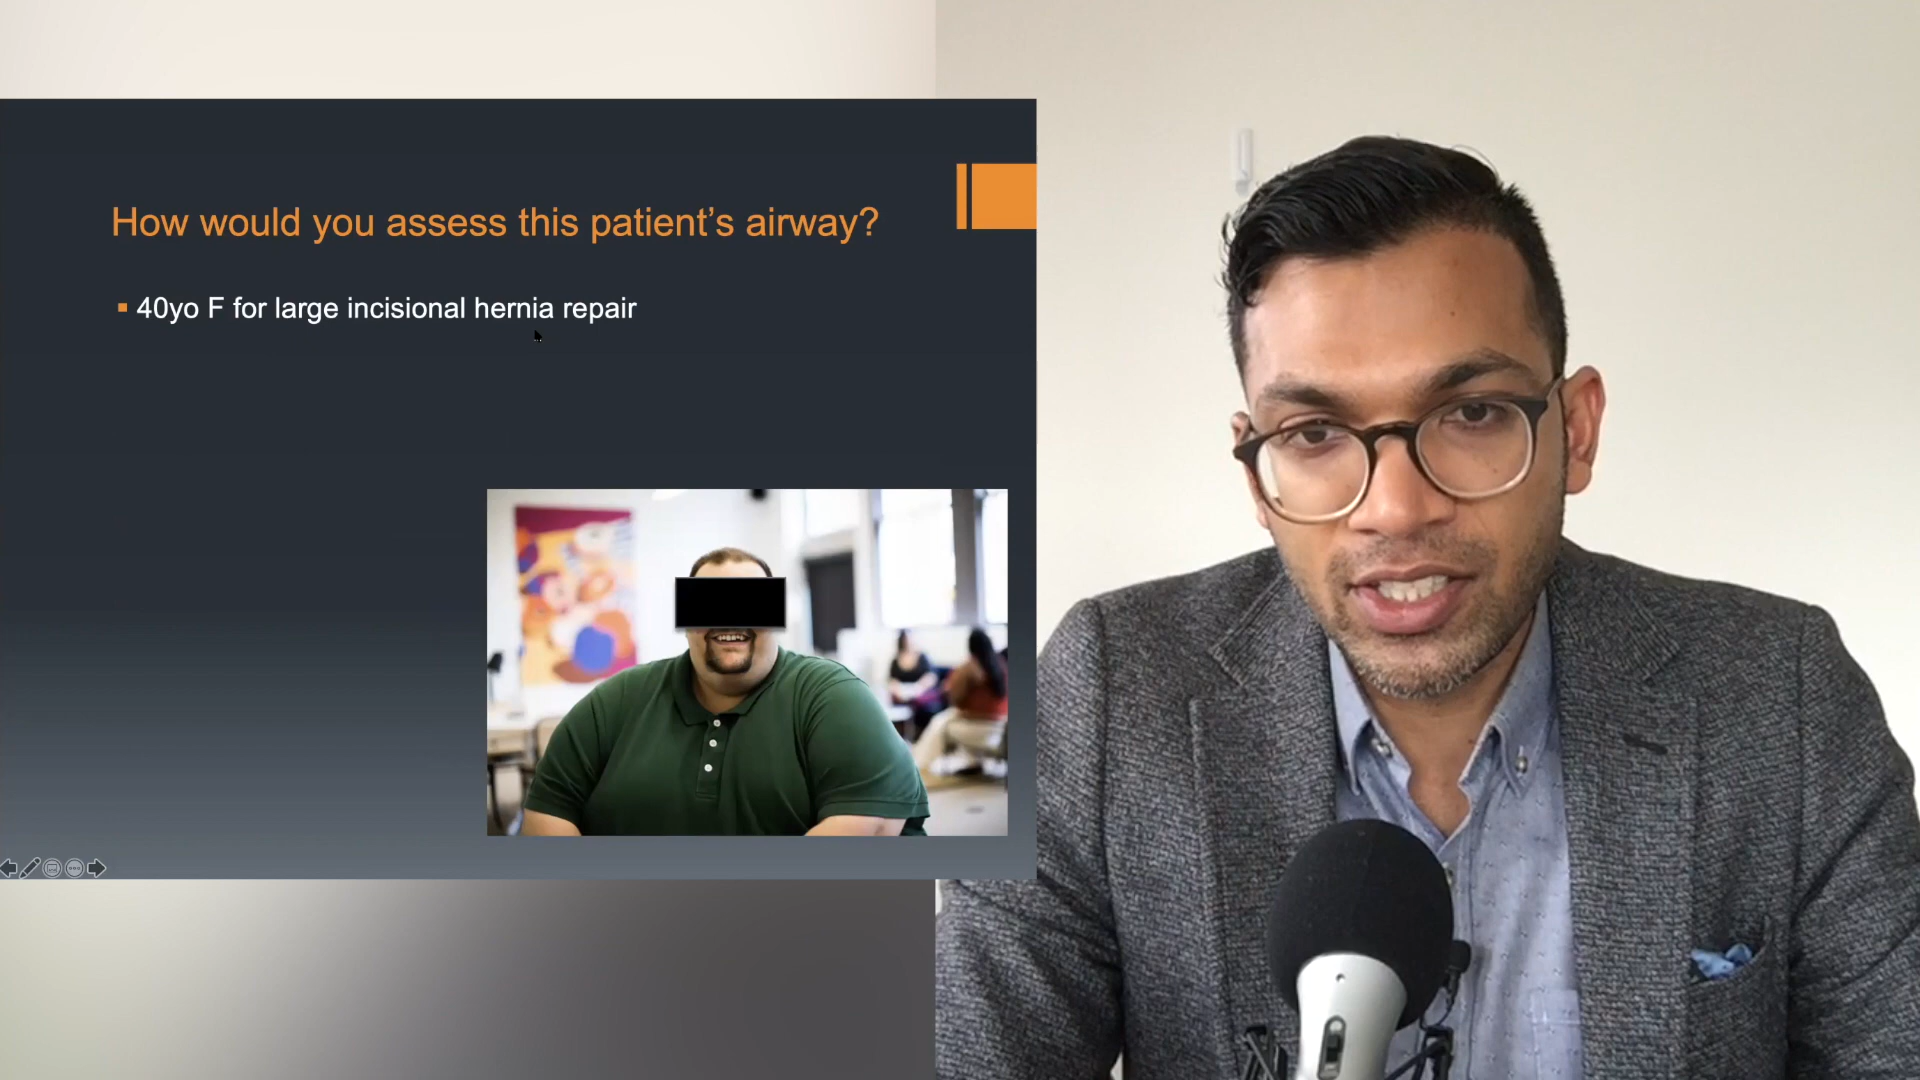 How would you assess this patient's airway?
40yo F for large incisional hernia repair